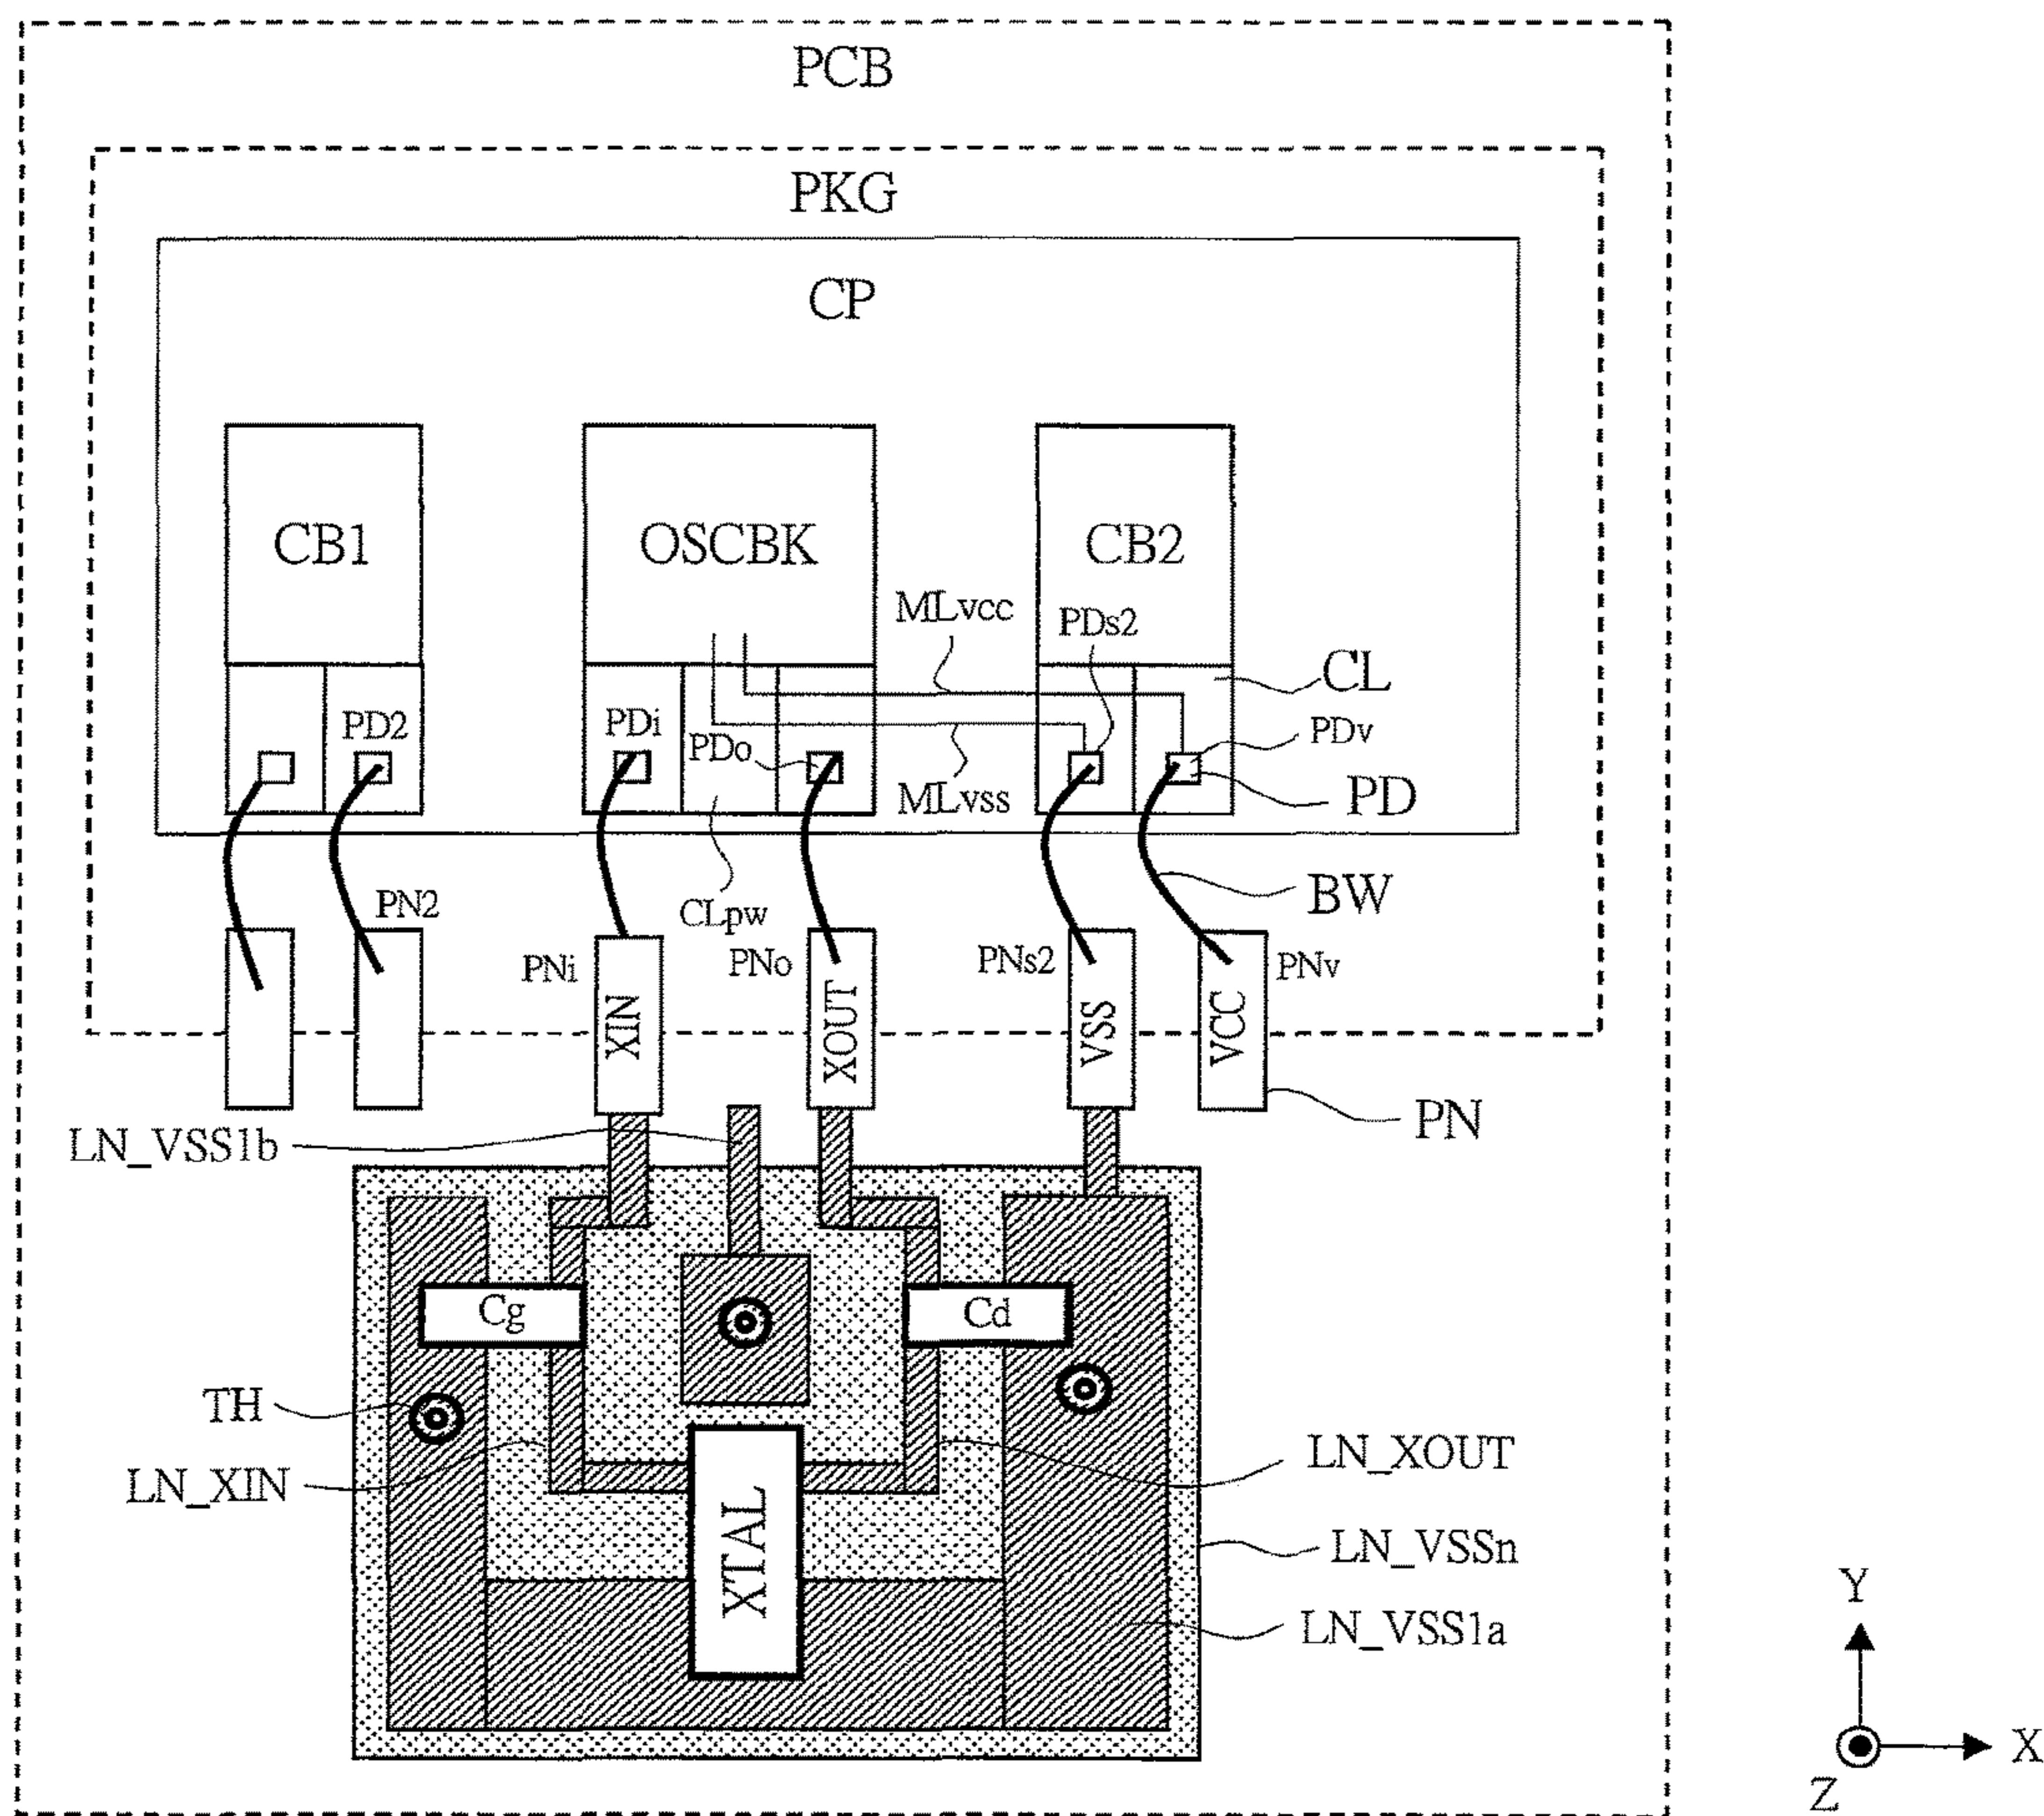 PCB
PKG
CP
CB1
OSCBK
CB2
MLvcc
PDs2
CL
PD2
PDi
PDo
PDv
MLvss
PD
BW
PN2
CLpw
PNi
PNo
PNs2
PNv
XIN
XOUT
VSS
VCC
PN
LN_VSS1b
Cg
Cd
TH
LN_XIN
LN_XOUT
XTAL
LN_VSSn
LN_VSS1a
Y
X
Z